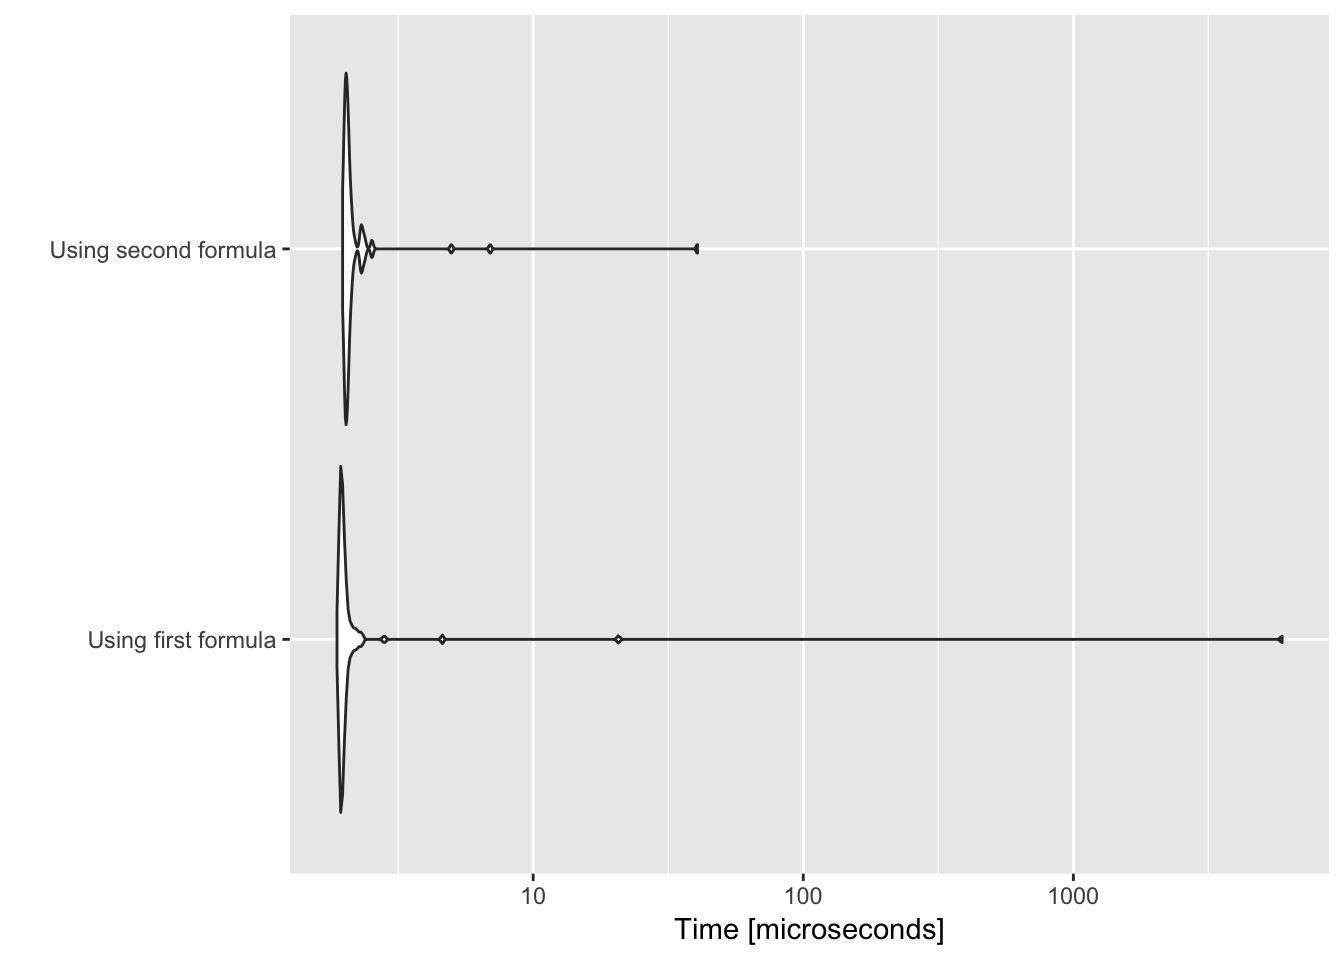 Using second formula
Using first formula
10 100 1000
Time [microseconds]